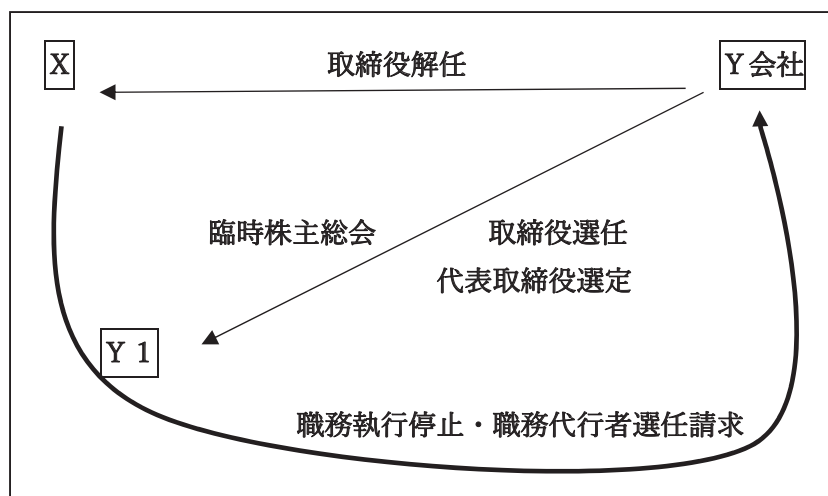 X
取締役解任
Y会社
臨時株主総会
取締役選任
代表取締役選定
Y1
職務執行停止・職務代行者選任請求